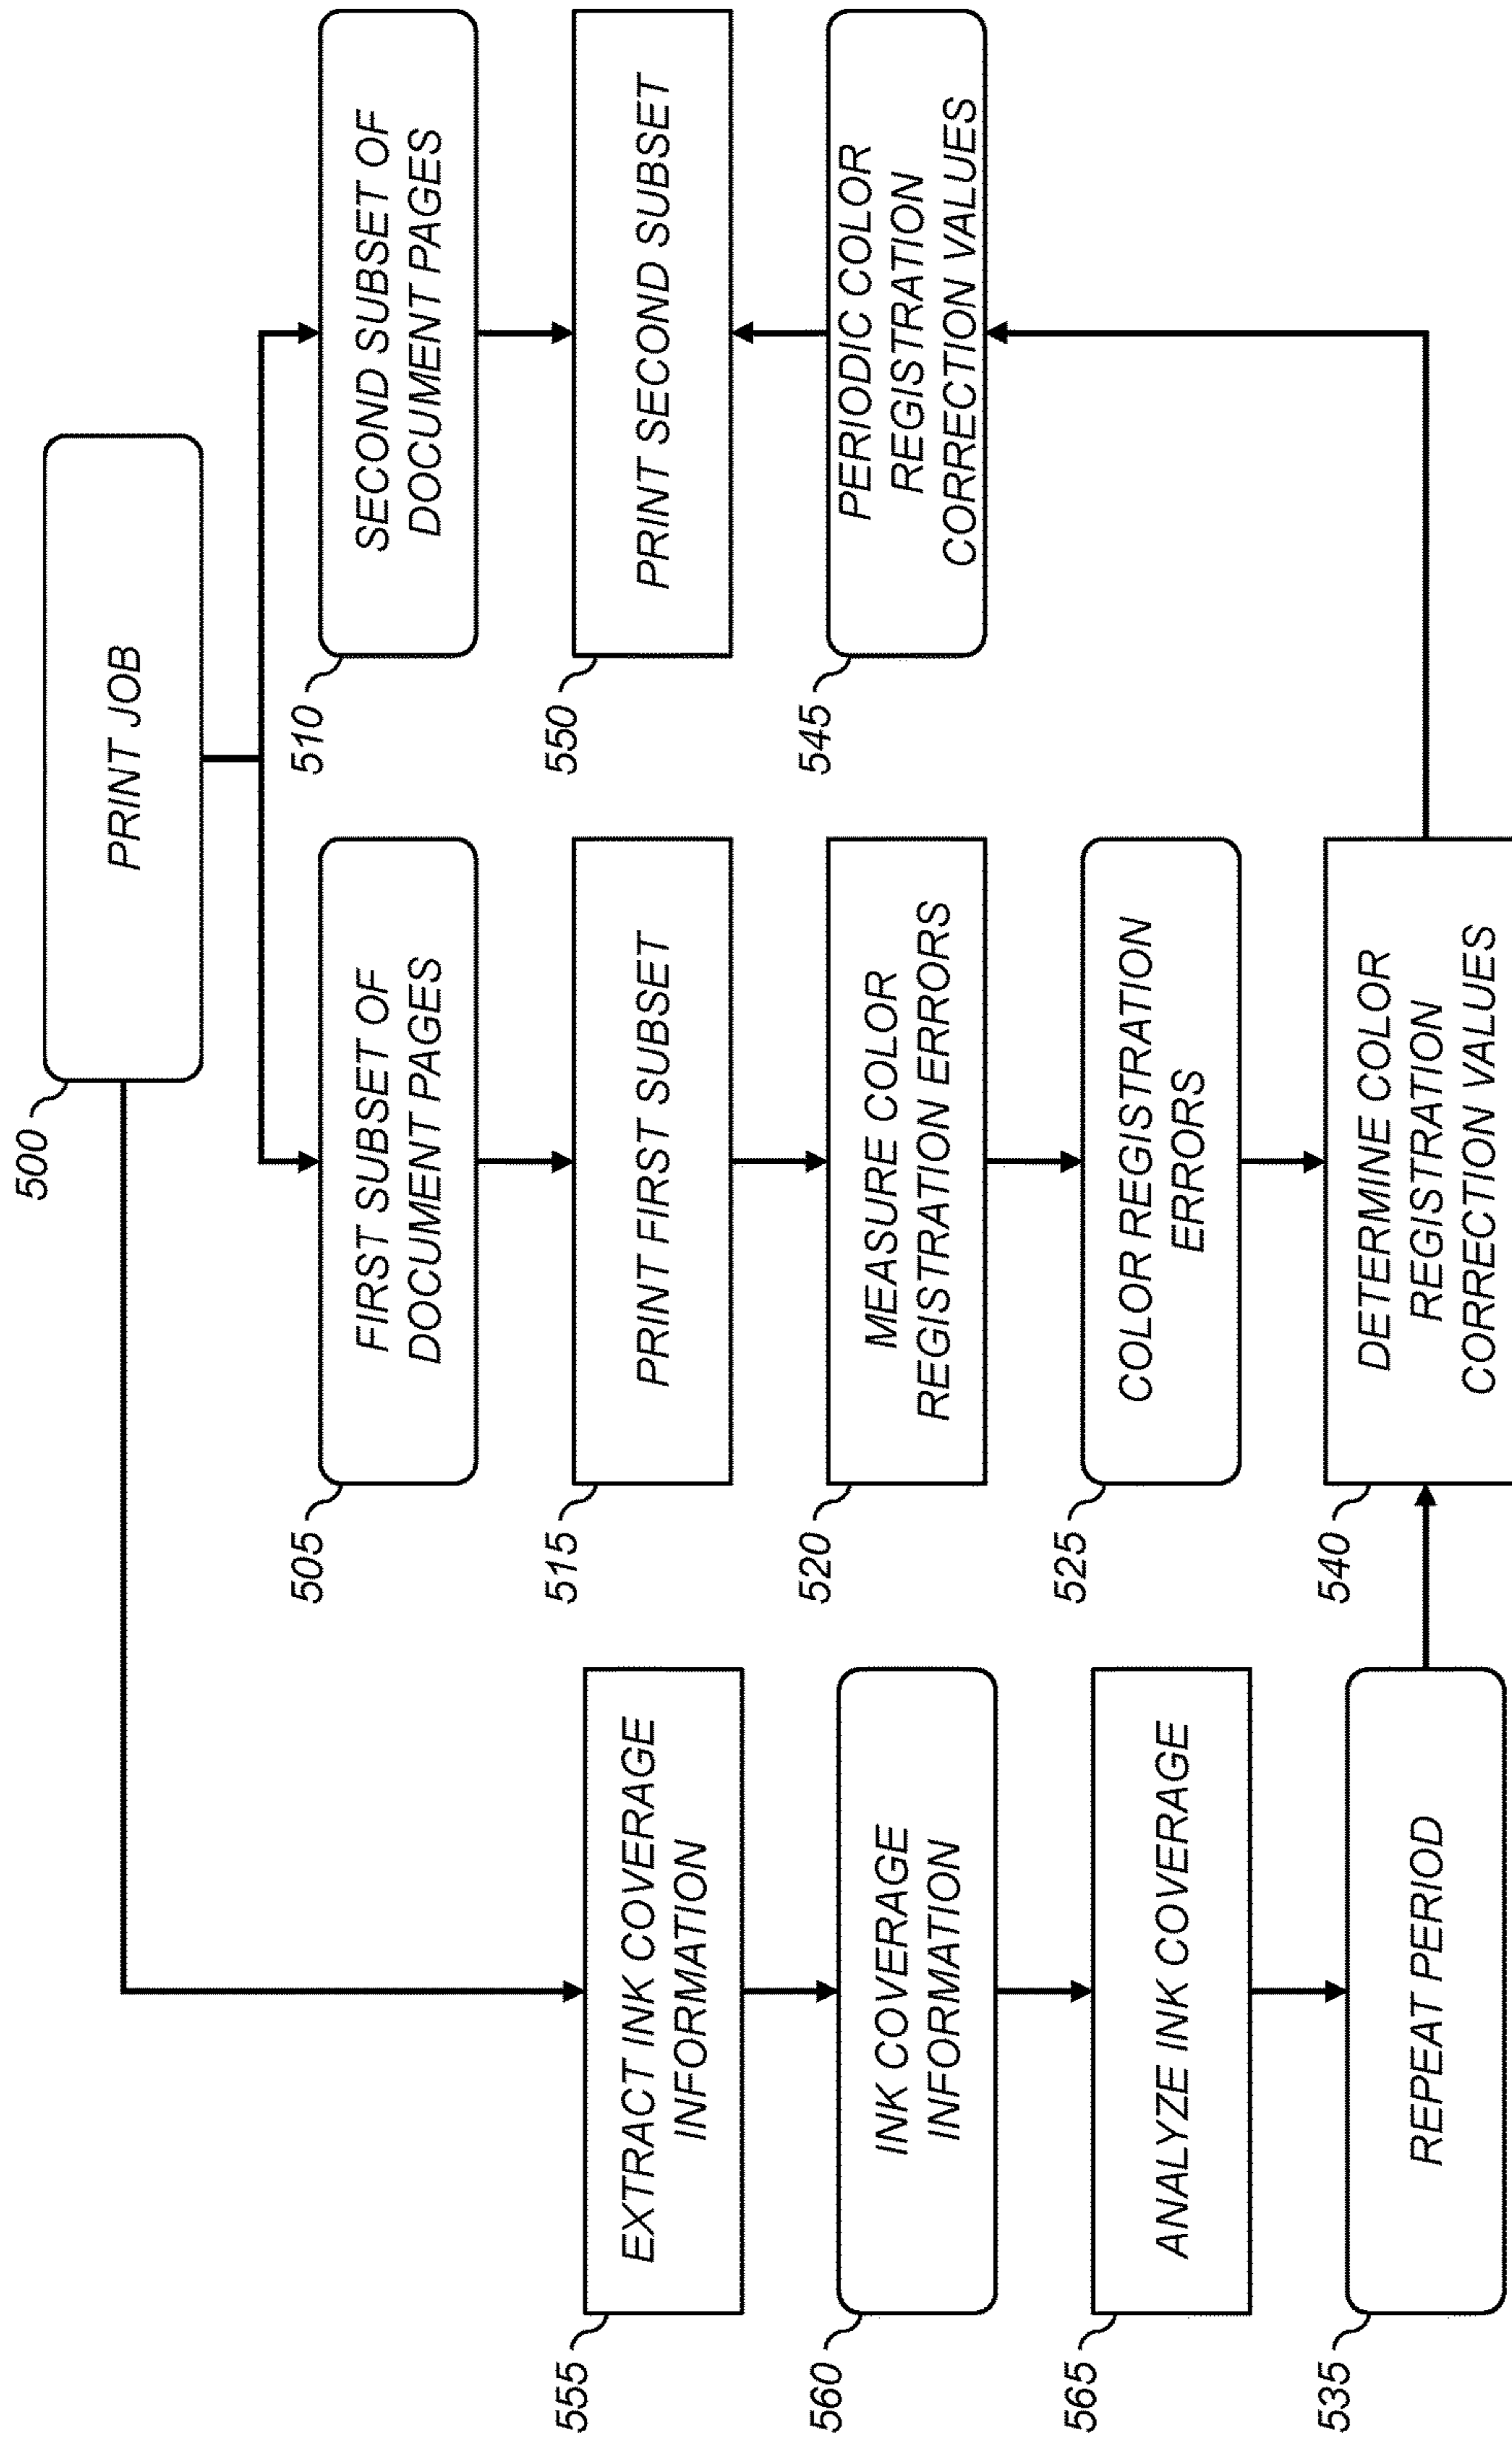 500
PRINT JOB
505
FIRST SUBSET OF
DOCUMENT PAGES
510
SECOND SUBSET OF
DOCUMENT PAGES
555
EXTRACT INK COVERAGE
INFORMATION
515
PRINT FIRST SUBSET
550
PRINT SECOND SUBSET
560
INK COVERAGE
INFORMATION
520
MEASURE COLOR
REGISTRATION ERRORS
545
PERIODIC COLOR
REGISTRATION
CORRECTION VALUES
565
ANALYZE INK COVERAGE
525
COLOR REGISTRATION
ERRORS
535
REPEAT PERIOD
540
DETERMINE COLOR
REGISTRATION
CORRECTION VALUES